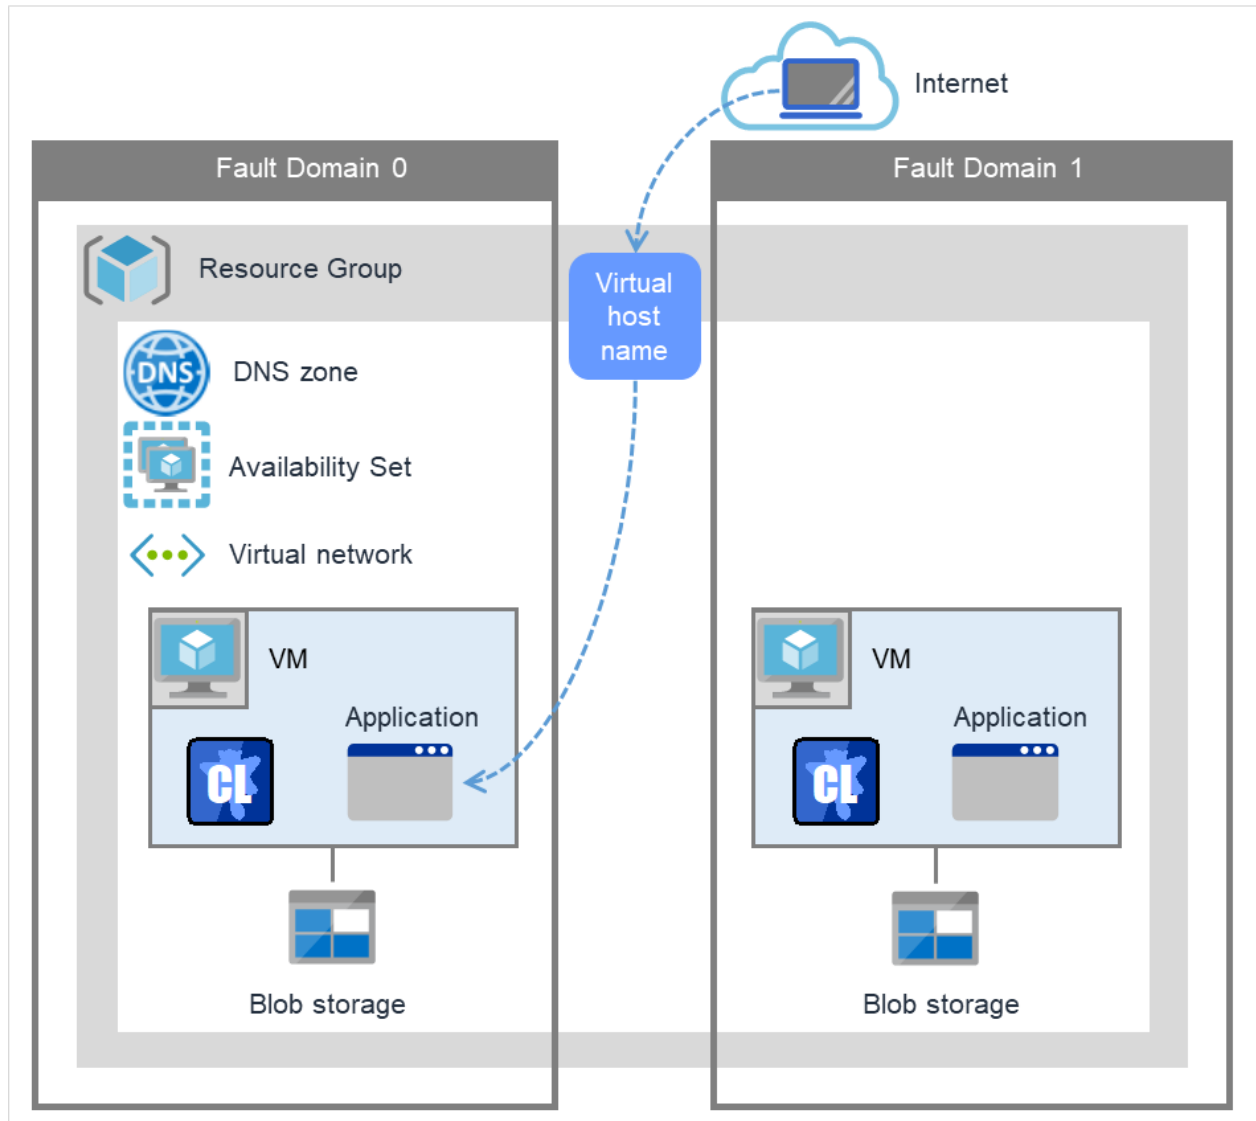 Internet
Fault Domain 0
Fault Domain 1
Resource Group
Virtual
host
name
DNS
DNS zone
Availability Set
Virtual network
VM
Application
CL
Blob storage
VM
Application
CL
Blob storage